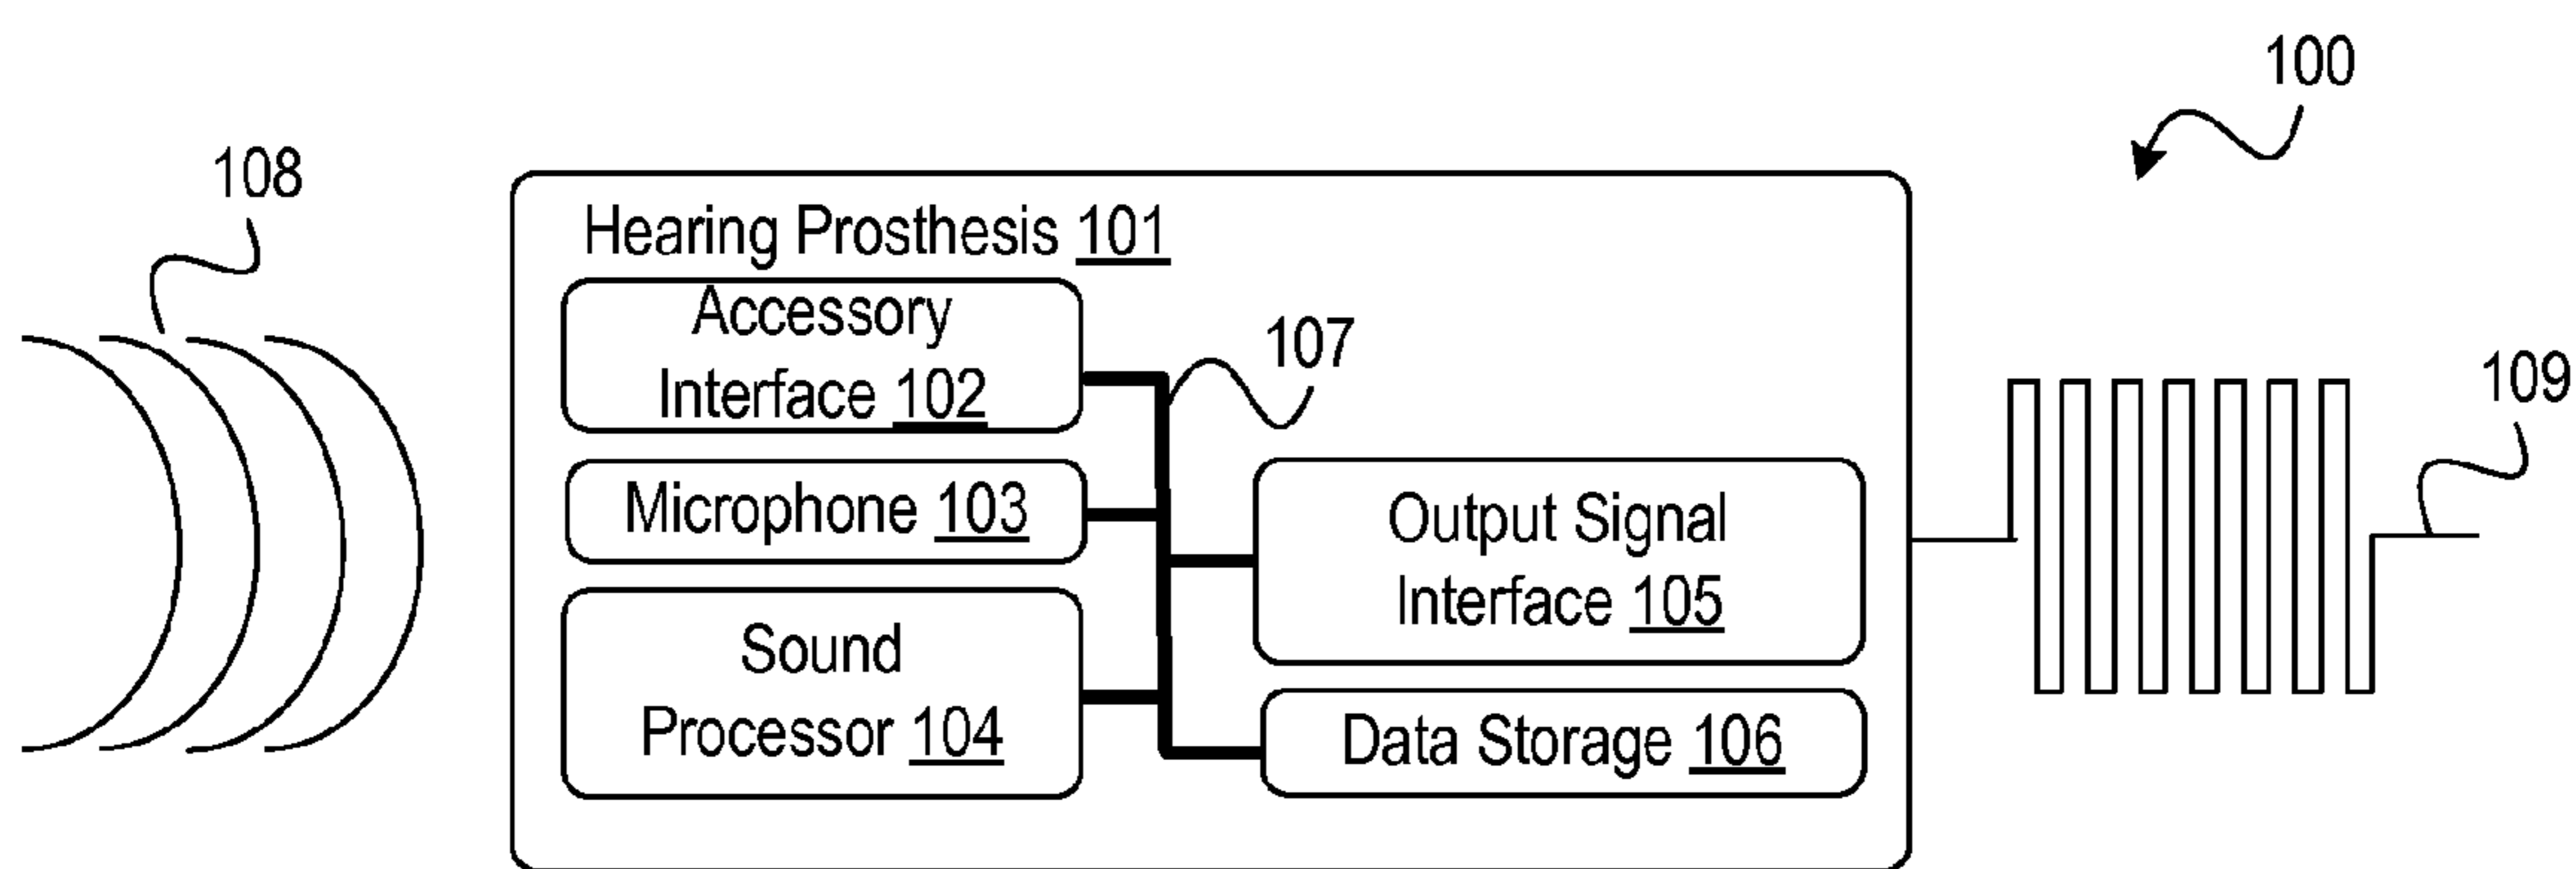 100
108
Hearing Prosthesis 101
Accessory
Interface 102
107
109
Microphone 103
Output Signal
Interface 105
Sound
Processor 104
Data Storage 106